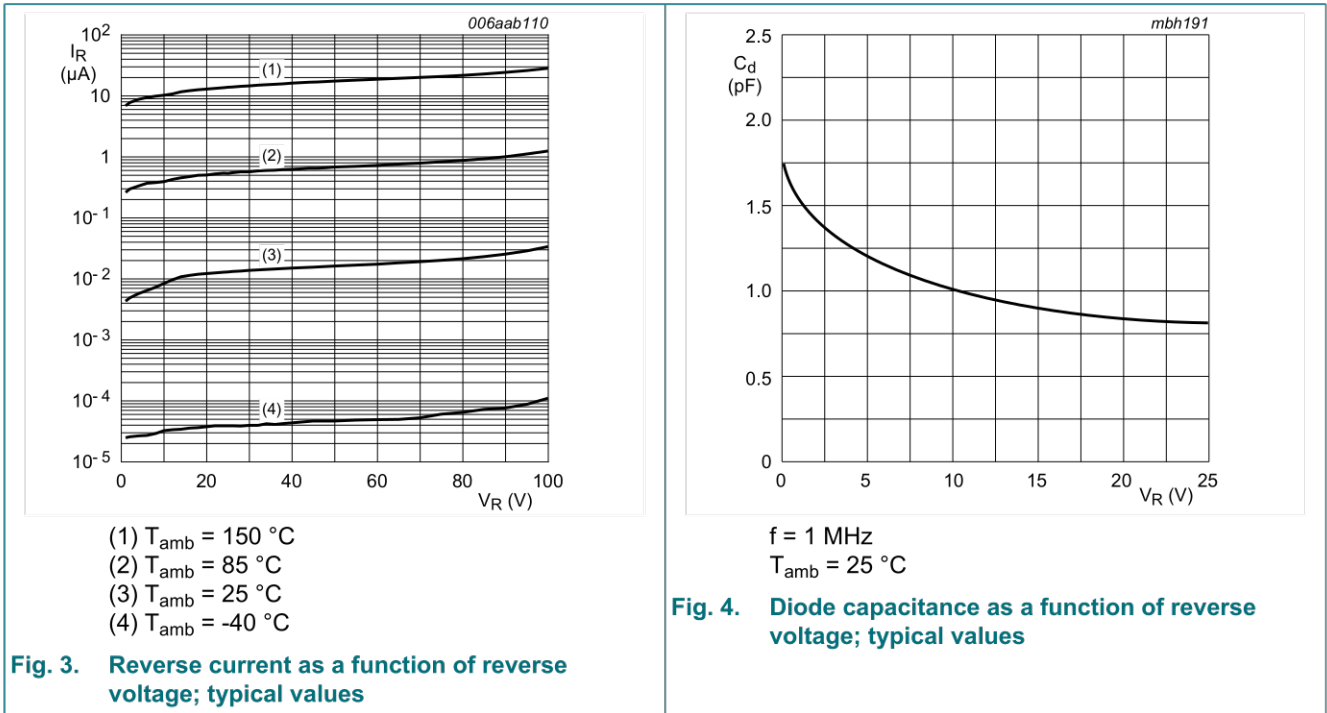 006aab110
10²
I_R
(µA)
(1)
10
1
(2)
10⁻¹
(3)
10⁻²
10⁻³
10⁻⁴
(4)
10⁻⁵
0 20 40 60 80 100
V_R (V)
(1) T_amb = 150 °C
(2) T_amb = 85 °C
(3) T_amb = 25 °C
(4) T_amb = -40 °C
Fig. 3. Reverse current as a function of reverse
voltage; typical values
mbh191
2.5
C_d
(pF)
2.0
1.5
1.0
0.5
0
0 5 10 15 20 25
V_R (V)
f = 1 MHz
T_amb = 25 °C
Fig. 4. Diode capacitance as a function of reverse
voltage; typical values